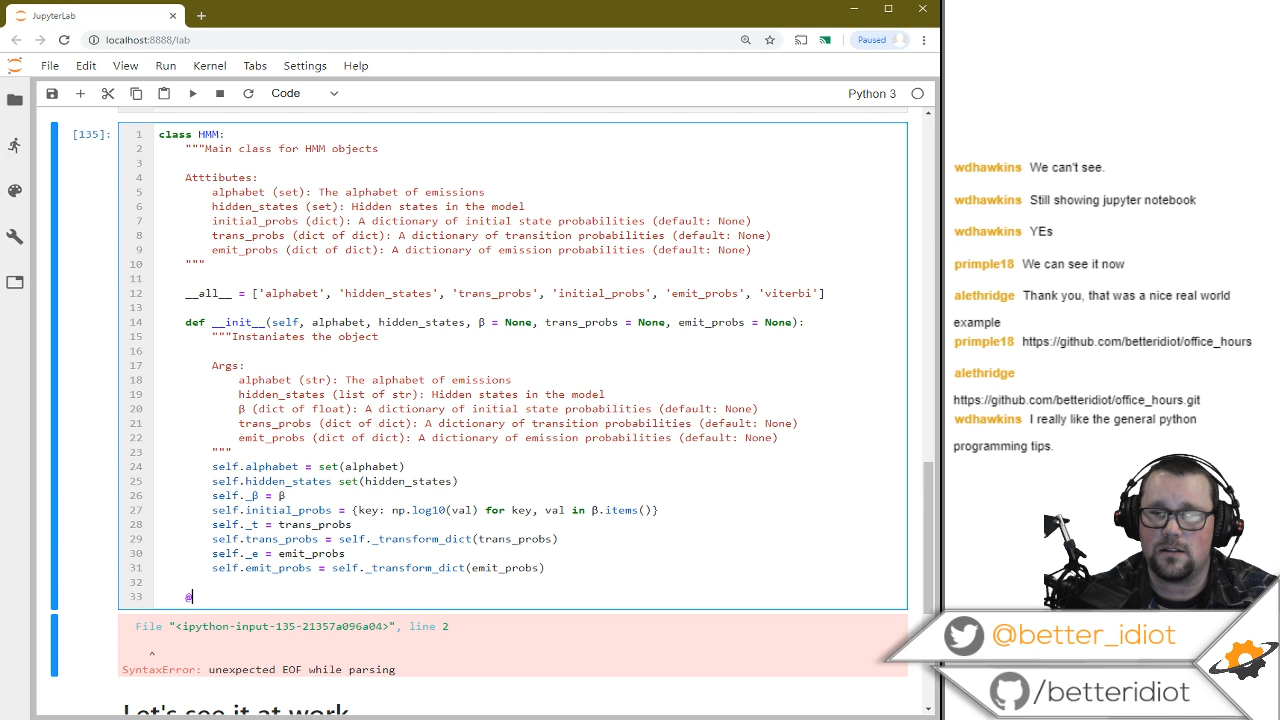 JupyterLab
localhost:8888/lab
Paused
File Edit View Run Kernel Tabs Settings Help
Code
Python 3
[135]:
1 class HMM:
2 """Main class for HMM objects
3
4 Atttibutes:
5 alphabet (set): The alphabet of emissions
6 hidden_states (set): Hidden states in the model
7 initial_probs (dict): A dictionary of initial state probabilities (default: None)
8 trans_probs (dict of dict): A dictionary of transition probabilities (default: None)
9 emit_probs (dict of dict): A dictionary of emission probabilities (default: None)
10 """
11
12 __all__ = ['alphabet', 'hidden_states', 'trans_probs', 'initial_probs', 'emit_probs', 'viterbi']
13
14 def __init__(self, alphabet, hidden_states, β = None, trans_probs = None, emit_probs = None):
15 """Instaniates the object
16
17 Args:
18 alphabet (str): The alphabet of emissions
19 hidden_states (list of str): Hidden states in the model
20 β (dict of float): A dictionary of initial state probabilities (default: None)
21 trans_probs (dict of dict): A dictionary of transition probabilities (default: None)
22 emit_probs (dict of dict): A dictionary of emission probabilities (default: None)
23 """
24 self.alphabet = set(alphabet)
25 self.hidden_states set(hidden_states)
26 self._β = β
27 self.initial_probs = {key: np.log10(val) for key, val in β.items()}
28 self._t = trans_probs
29 self.trans_probs = self._transform_dict(trans_probs)
30 self._e = emit_probs
31 self.emit_probs = self._transform_dict(emit_probs)
32
33 @
File "<ipython-input-135-21357a096a04>", line 2
^
SyntaxError: unexpected EOF while parsing
Let's see it at work
wdhawkins We can't see.
wdhawkins Still showing jupyter notebook
wdhawkins YEs
primple18 We can see it now
alethridge Thank you, that was a nice real world
example
primple18 https://github.com/betteridiot/office_hours
alethridge
https://github.com/betteridiot/office_hours.git
wdhawkins I really like the general python
programming tips.
@better_idiot
/betteridiot